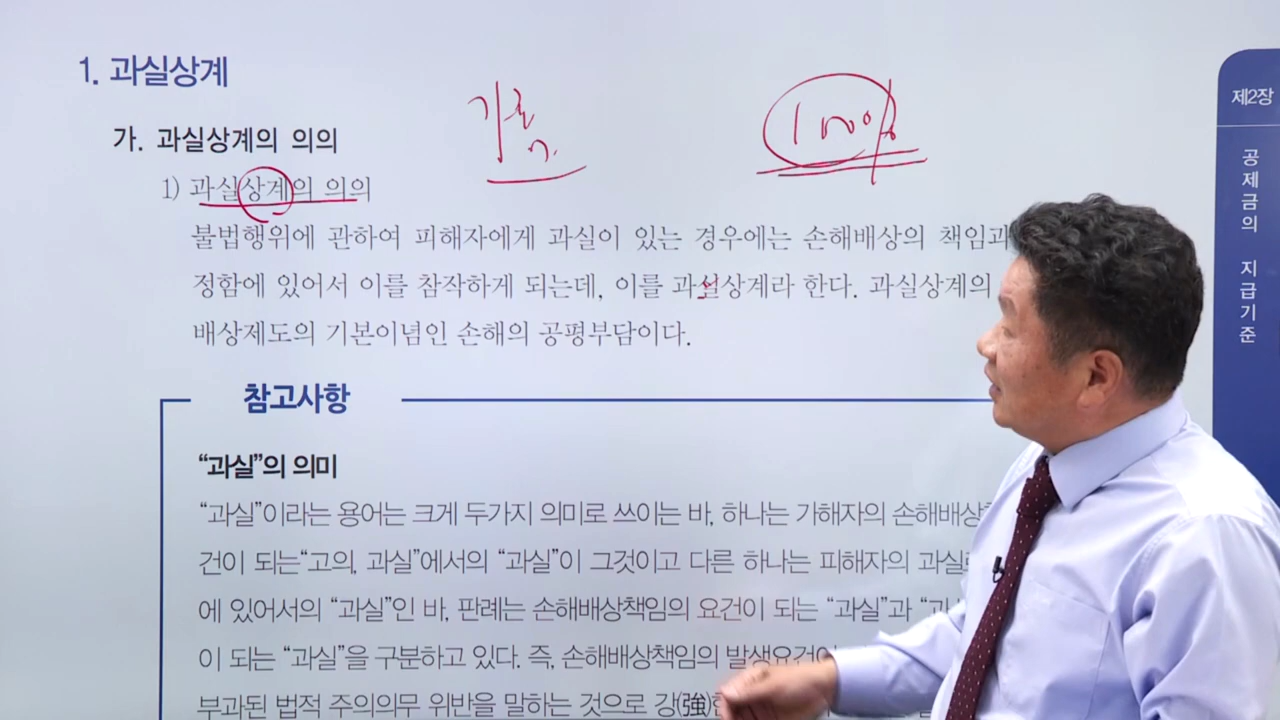 1. 과실상계
가. 과실상계의 의의
1) 과실상계의 의의
불법행위에 관하여 피해자에게 과실이 있는 경우에는 손해배상의 책임과
정함에 있어서 이를 참작하게 되는데, 이를 과실상계라 한다. 과실상계의
배상제도의 기본이념인 손해의 공평부담이다.
참고사항
“과실”의 의미
“과실”이라는 용어는 크게 두가지 의미로 쓰이는 바, 하나는 가해자의 손해배상
건이 되는“고의, 과실”에서의 “과실”이 그것이고 다른 하나는 피해자의
에 있어서의 “과실”인 바, 판례는 손해배상책임의 요건이 되는 “과실”과
이 되는 “과실”을 구분하고 있다. 즉, 손해배상책임의 발생요건
부과된 법적 주의의무 위반을 말하는 것으로 강(強)
100%
제2장
공제금의 지급기준